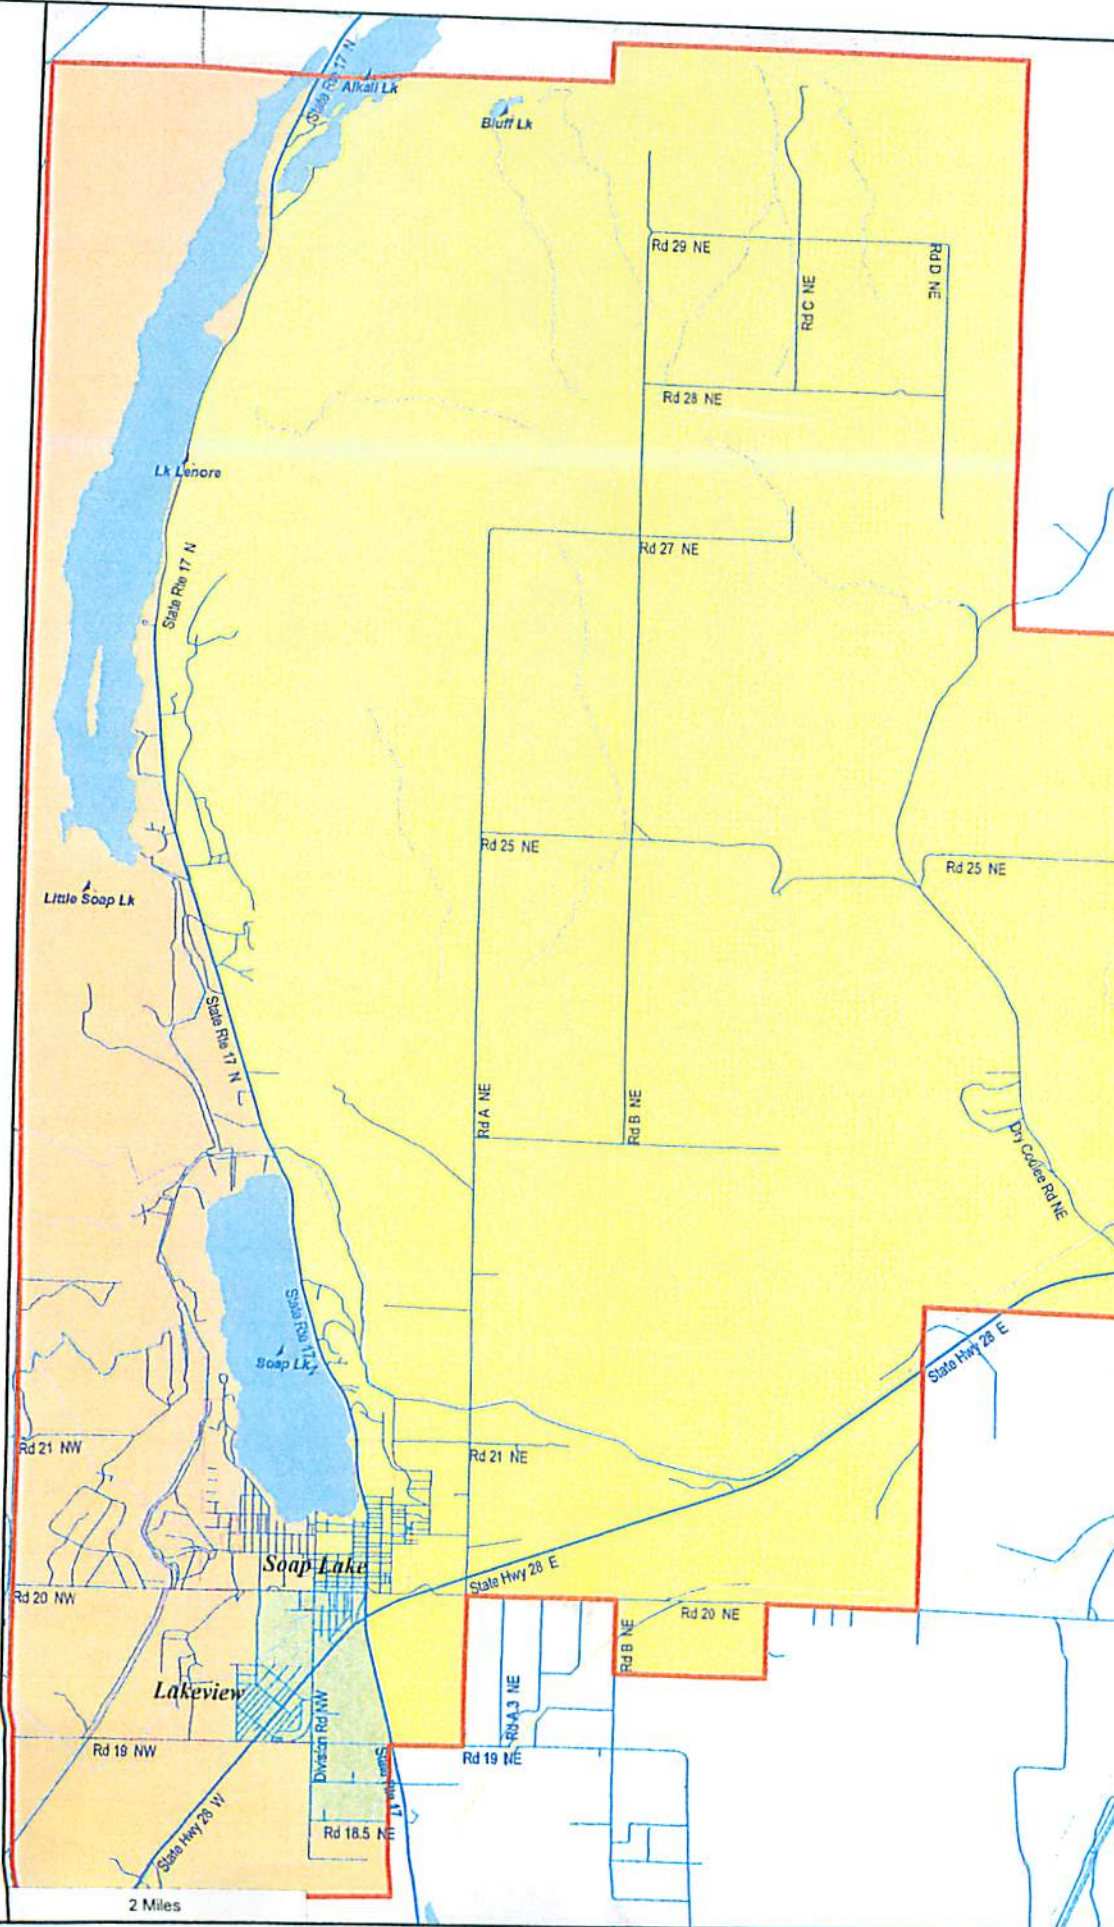 State Rte 17 N
Alkali Lk
Bluff Lk
Rd 29 NE
Rd D NE
Rd C NE
Rd 28 NE
Lk Lenore
Rd 27 NE
State Rte 17 N
Rd 25 NE
Rd 25 NE
Little Soap Lk
State Rte 17 N
Rd A NE
Rd B NE
Dry Coulee Rd NE
State Rte 17 N
Soap Lk
State Hwy 28 E
Rd 21 NW
Rd 21 NE
Soap Lake
State Hwy 28 E
Rd 20 NW
Rd 20 NE
Rd B NE
Lakeview
Rd A.3 NE
Division Rd NW
Rd 19 NW
Rd 19 NE
State Rte 17
State Hwy 28 W
Rd 18.5 NE
2 Miles